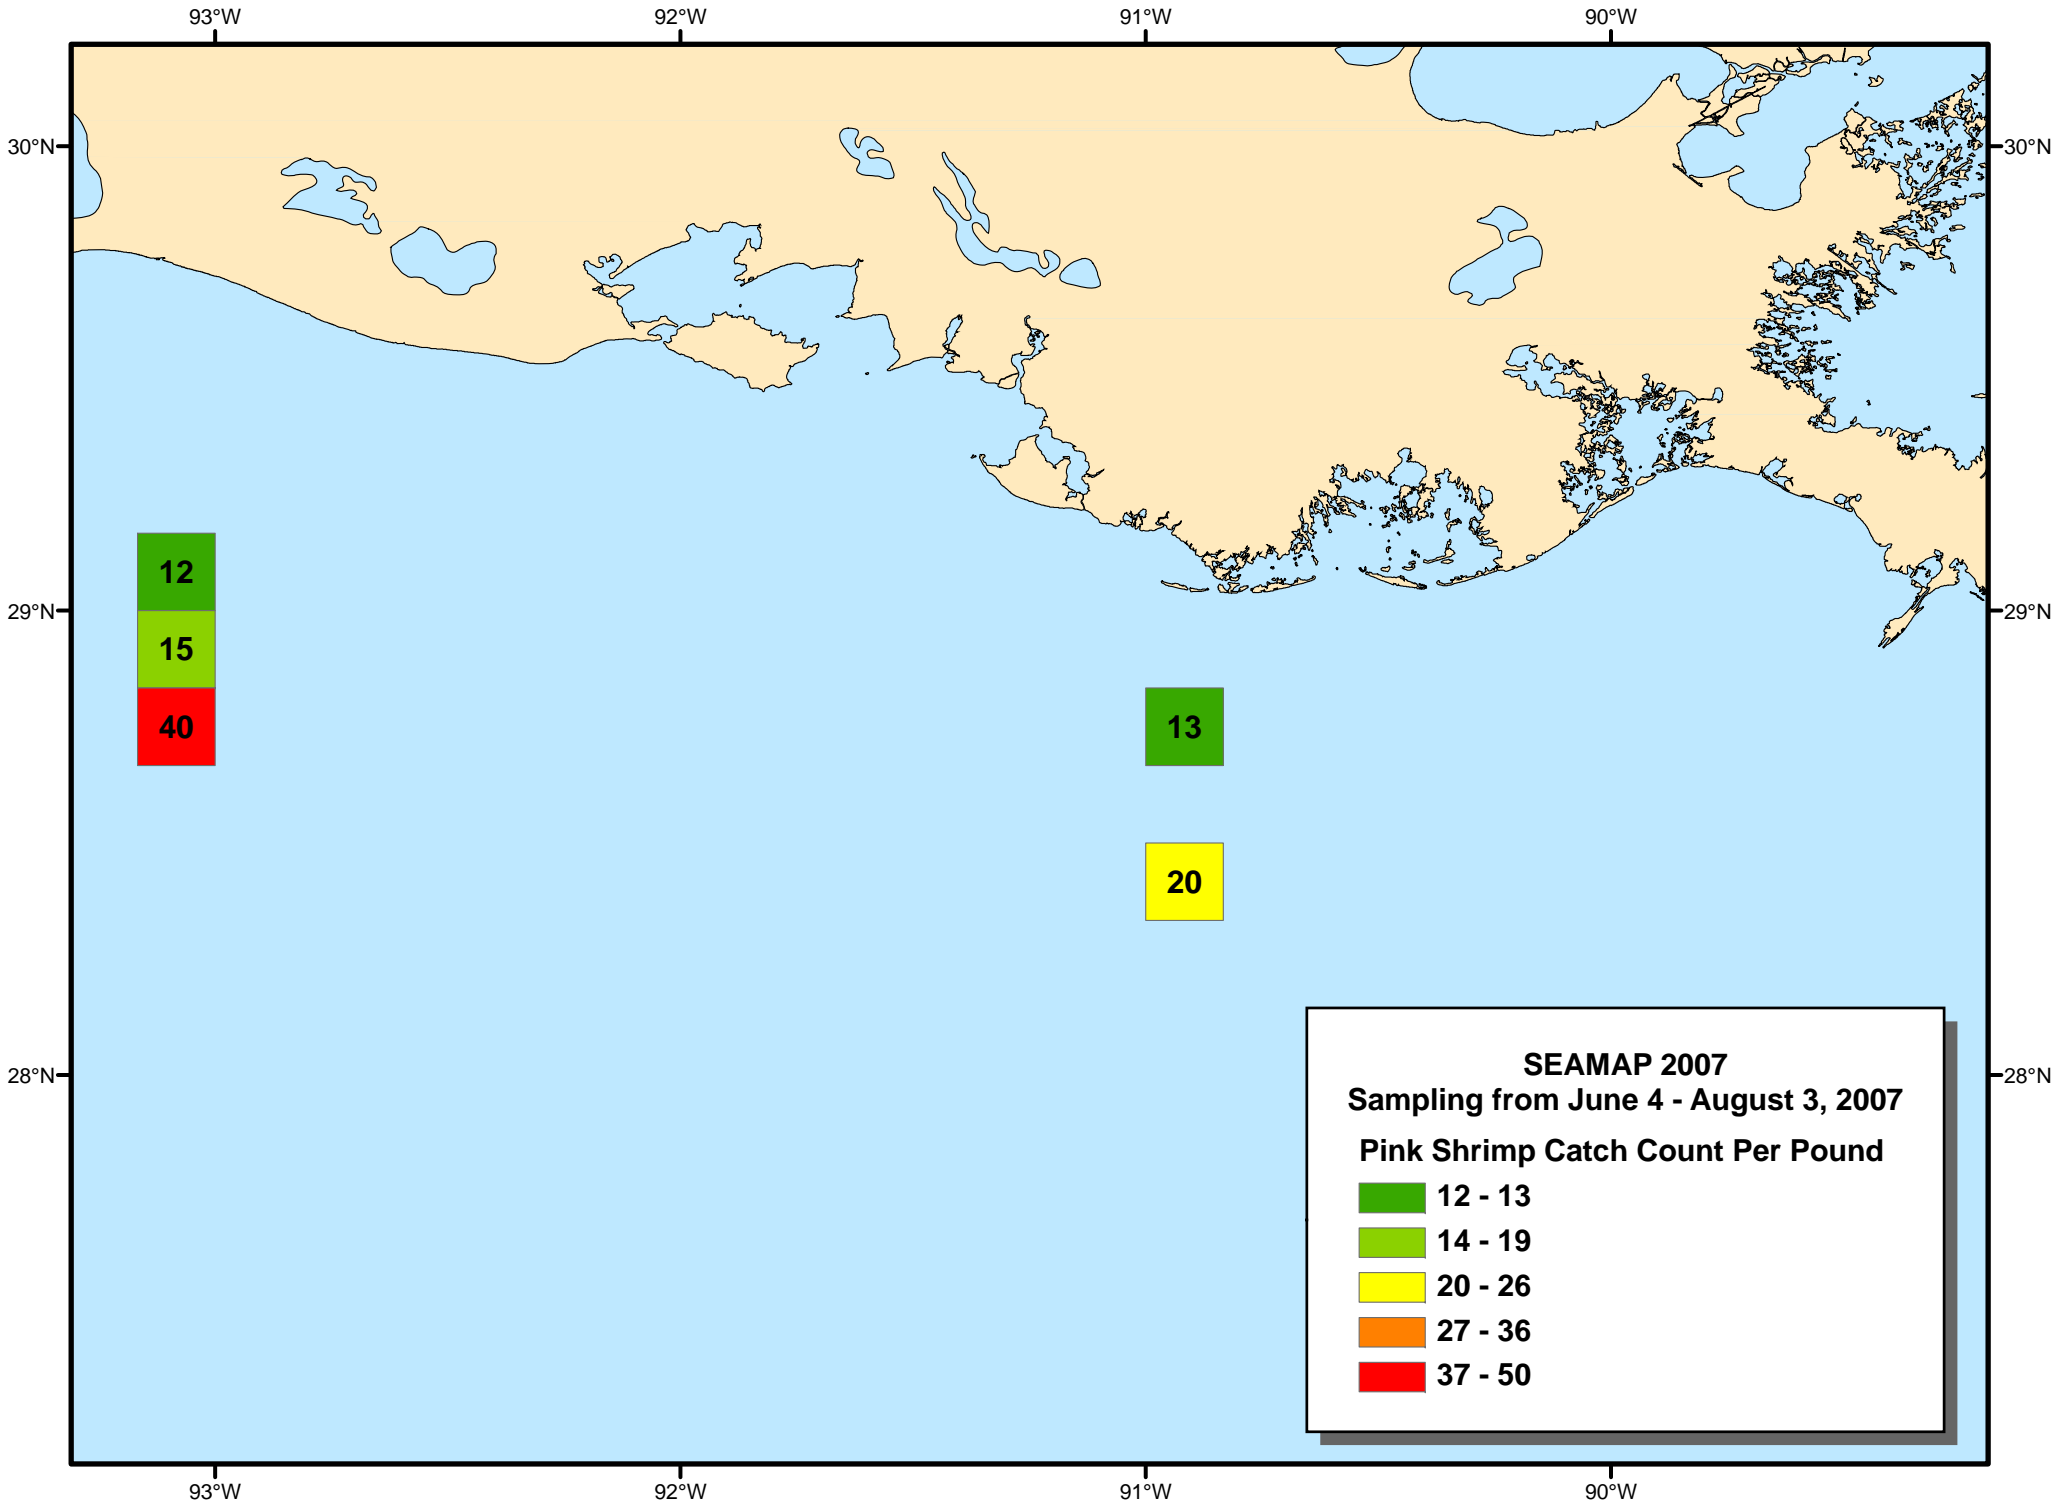 93°W 92°W 91°W 90°W
30°N 30°N
29°N 29°N
12
15
40 13
20
28°N 28°N
SEAMAP 2007
Sampling from June 4 - August 3, 2007
Pink Shrimp Catch Count Per Pound
12 - 13
14 - 19
20 - 26
27 - 36
37 - 50
93°W 92°W 91°W 90°W